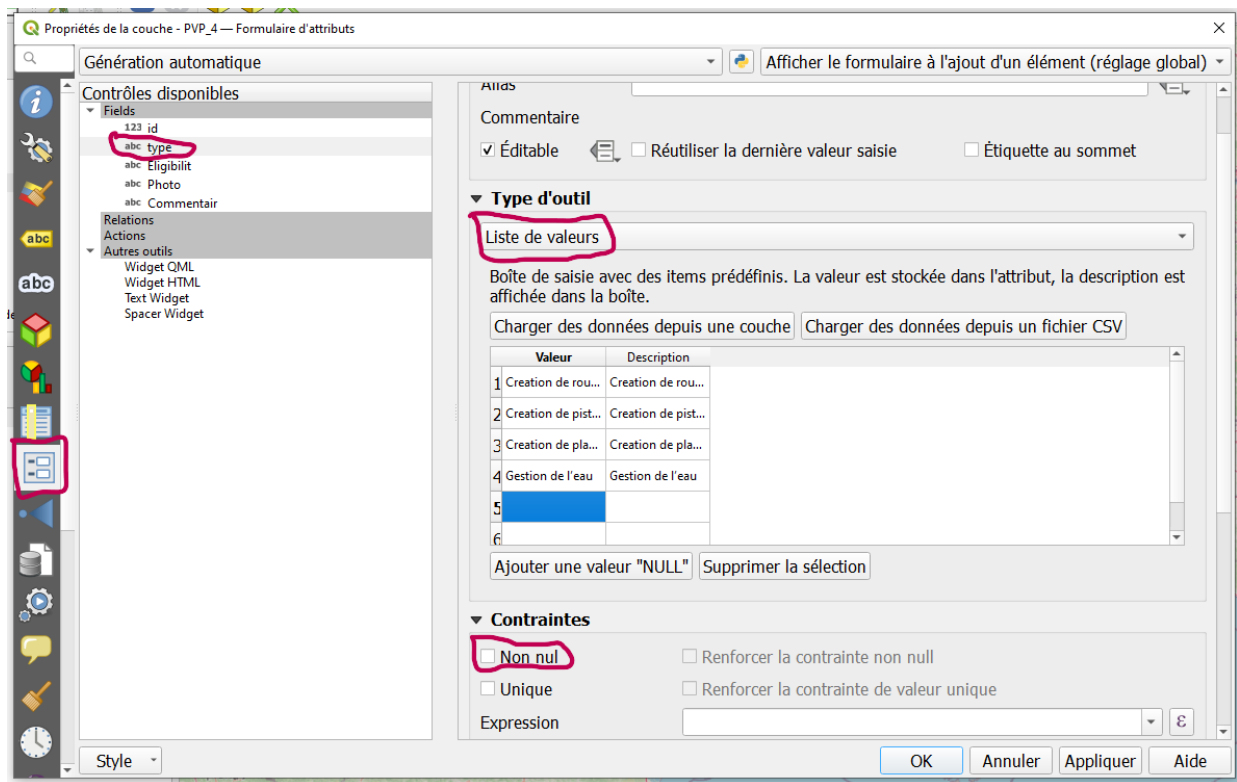 Propriétés de la couche - PVP_4 — Formulaire d'attributs
Génération automatique
Afficher le formulaire à l'ajout d'un élément (réglage global)
Contrôles disponibles
Fields
123 id
abc type
abc Eligibilit
abc Photo
abc Commentair
Relations
Actions
Autres outils
Widget QML
Widget HTML
Text Widget
Spacer Widget
abc
abc
Alias
Commentaire
Éditable
Réutiliser la dernière valeur saisie
Étiquette au sommet
Type d'outil
Liste de valeurs
Boîte de saisie avec des items prédéfinis. La valeur est stockée dans l'attribut, la description est
affichée dans la boîte.
Charger des données depuis une couche Charger des données depuis un fichier CSV
Valeur Description
1 Creation de rou... Creation de rou...
2 Creation de pist... Creation de pist...
3 Creation de pla... Creation de pla...
4 Gestion de l'eau Gestion de l'eau
5
6
Ajouter une valeur "NULL" Supprimer la sélection
Contraintes
Non nul Renforcer la contrainte non null
Unique Renforcer la contrainte de valeur unique
Expression ε
Style OK Annuler Appliquer Aide